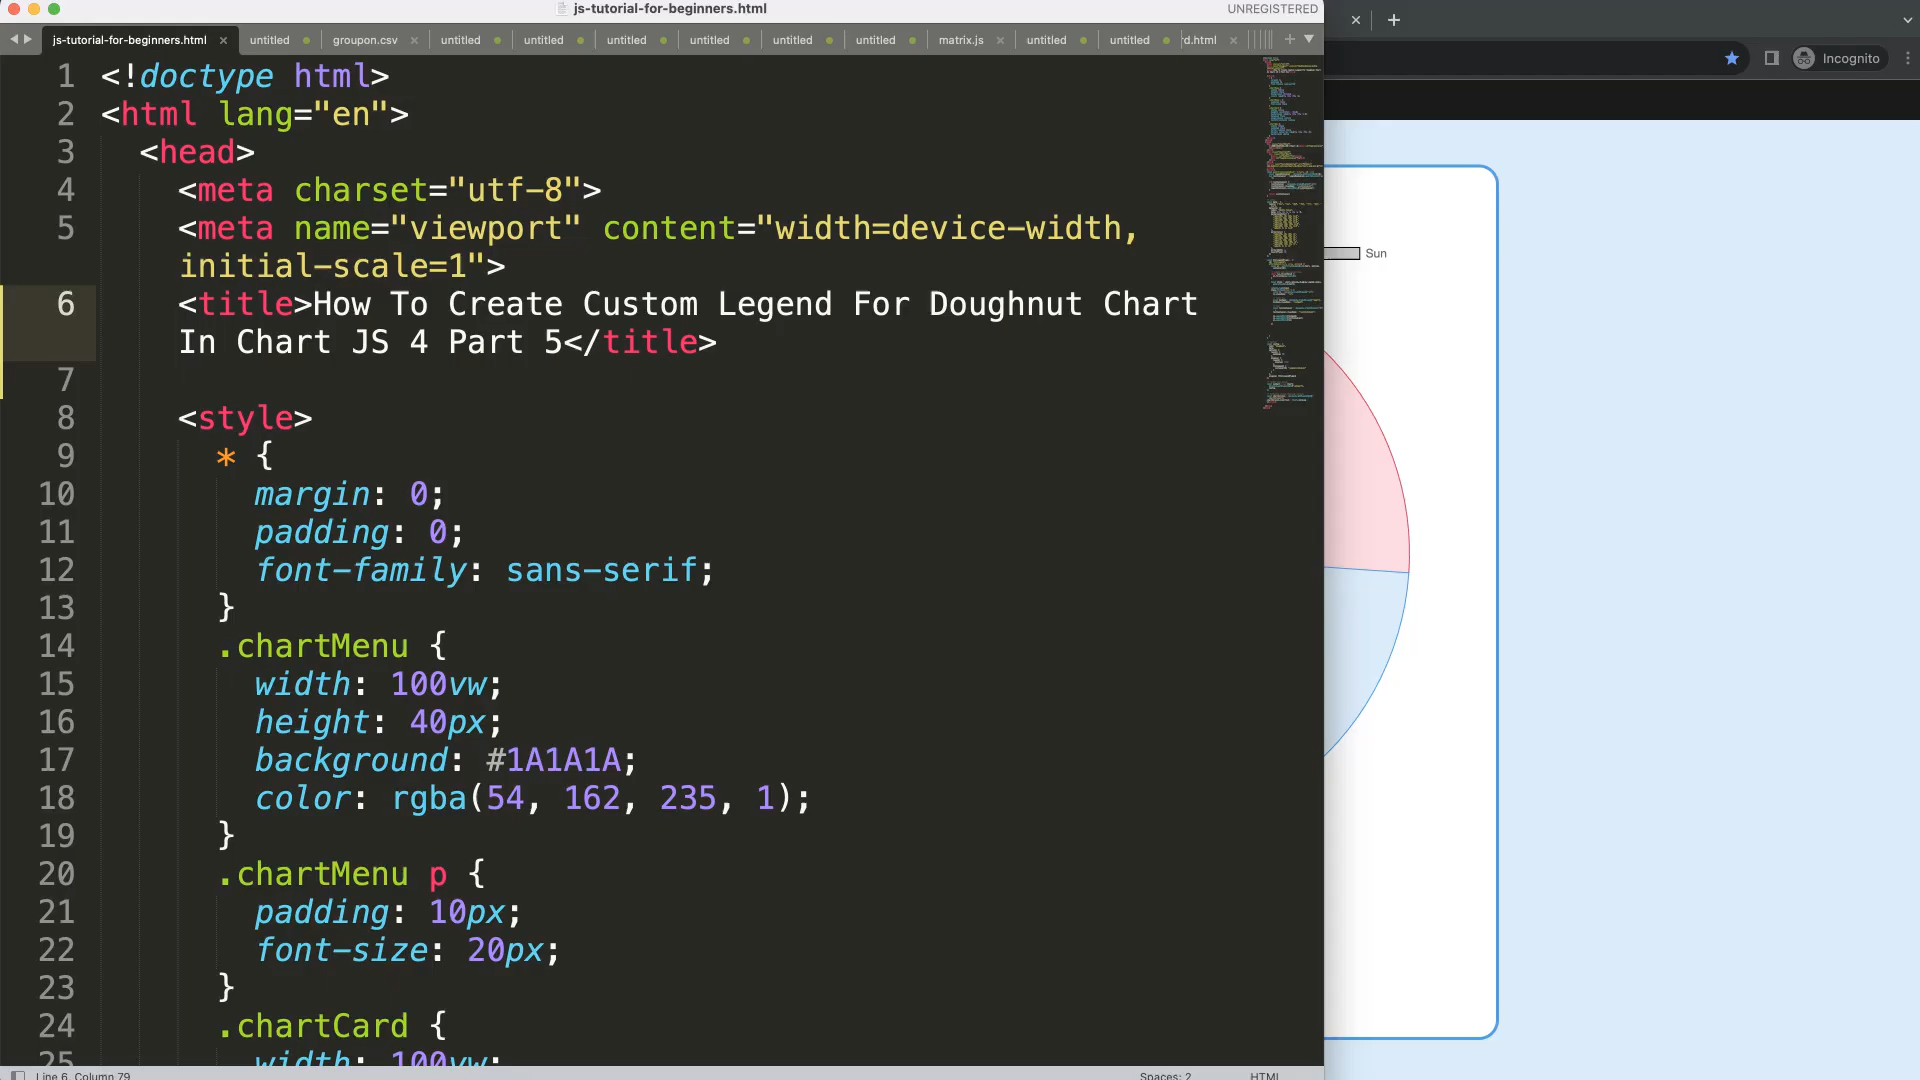 js-tutorial-for-beginners.html
UNREGISTERED
js-tutorial-for-beginners.html untitled groupon.csv untitled untitled untitled untitled untitled untitled matrix.js untitled untitled d.html
Incognito
1 <!doctype html>
2 <html lang="en">
3 <head>
4 <meta charset="utf-8">
5 <meta name="viewport" content="width=device-width,
initial-scale=1">
6 <title>How To Create Custom Legend For Doughnut Chart
In Chart JS 4 Part 5</title>
7
8 <style>
9 * {
10 margin: 0;
11 padding: 0;
12 font-family: sans-serif;
13 }
14 .chartMenu {
15 width: 100vw;
16 height: 40px;
17 background: #1A1A1A;
18 color: rgba(54, 162, 235, 1);
19 }
20 .chartMenu p {
21 padding: 10px;
22 font-size: 20px;
23 }
24 .chartCard {
25 width: 100vw;
Sun
Line 6, Column 79
Spaces: 2
HTML